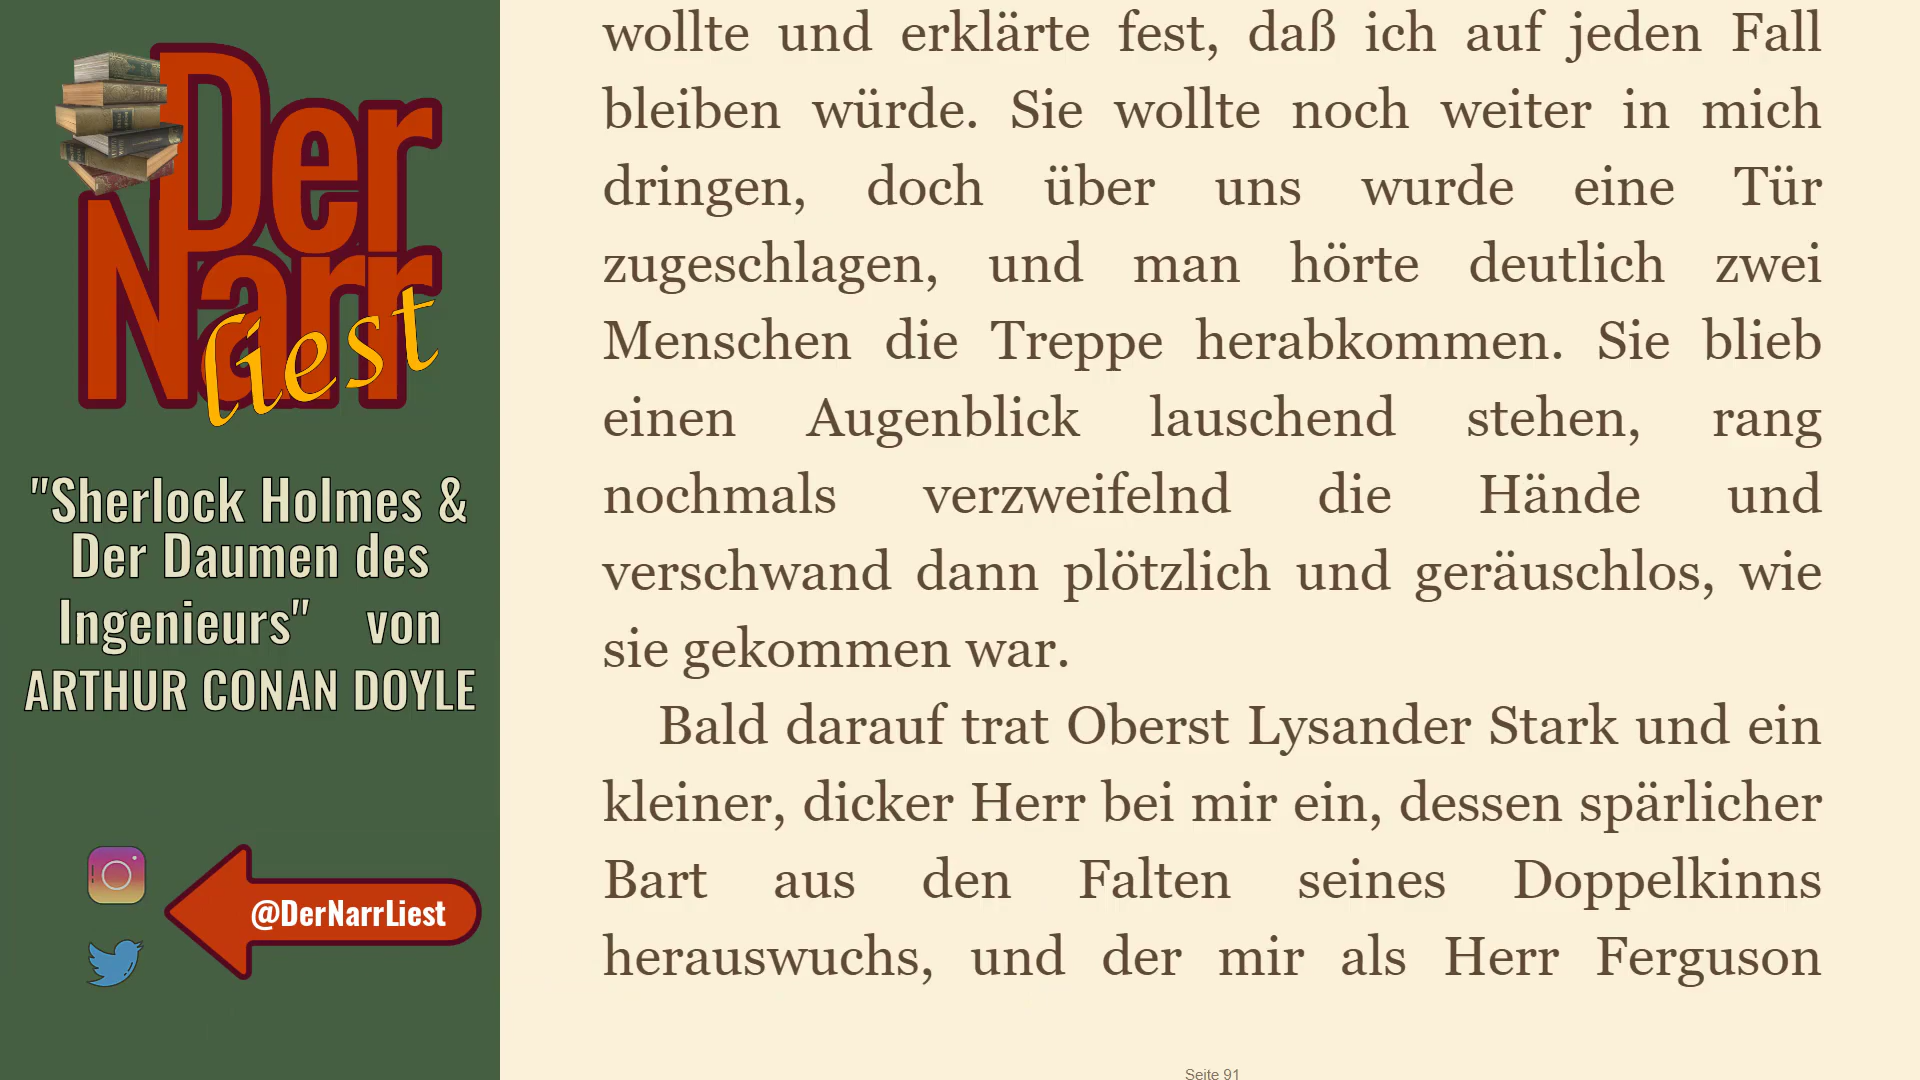 Der
Narr
liest
"Sherlock Holmes &
Der Daumen des
Ingenieurs" von
ARTHUR CONAN DOYLE
@DerNarrLiest
wollte und erklärte fest, daß ich auf jeden Fall
bleiben würde. Sie wollte noch weiter in mich
dringen, doch über uns wurde eine Tür
zugeschlagen, und man hörte deutlich zwei
Menschen die Treppe herabkommen. Sie blieb
einen Augenblick lauschend stehen, rang
nochmals verzweifelnd die Hände und
verschwand dann plötzlich und geräuschlos, wie
sie gekommen war.
Bald darauf trat Oberst Lysander Stark und ein
kleiner, dicker Herr bei mir ein, dessen spärlicher
Bart aus den Falten seines Doppelkinns
herauswuchs, und der mir als Herr Ferguson
Seite 91